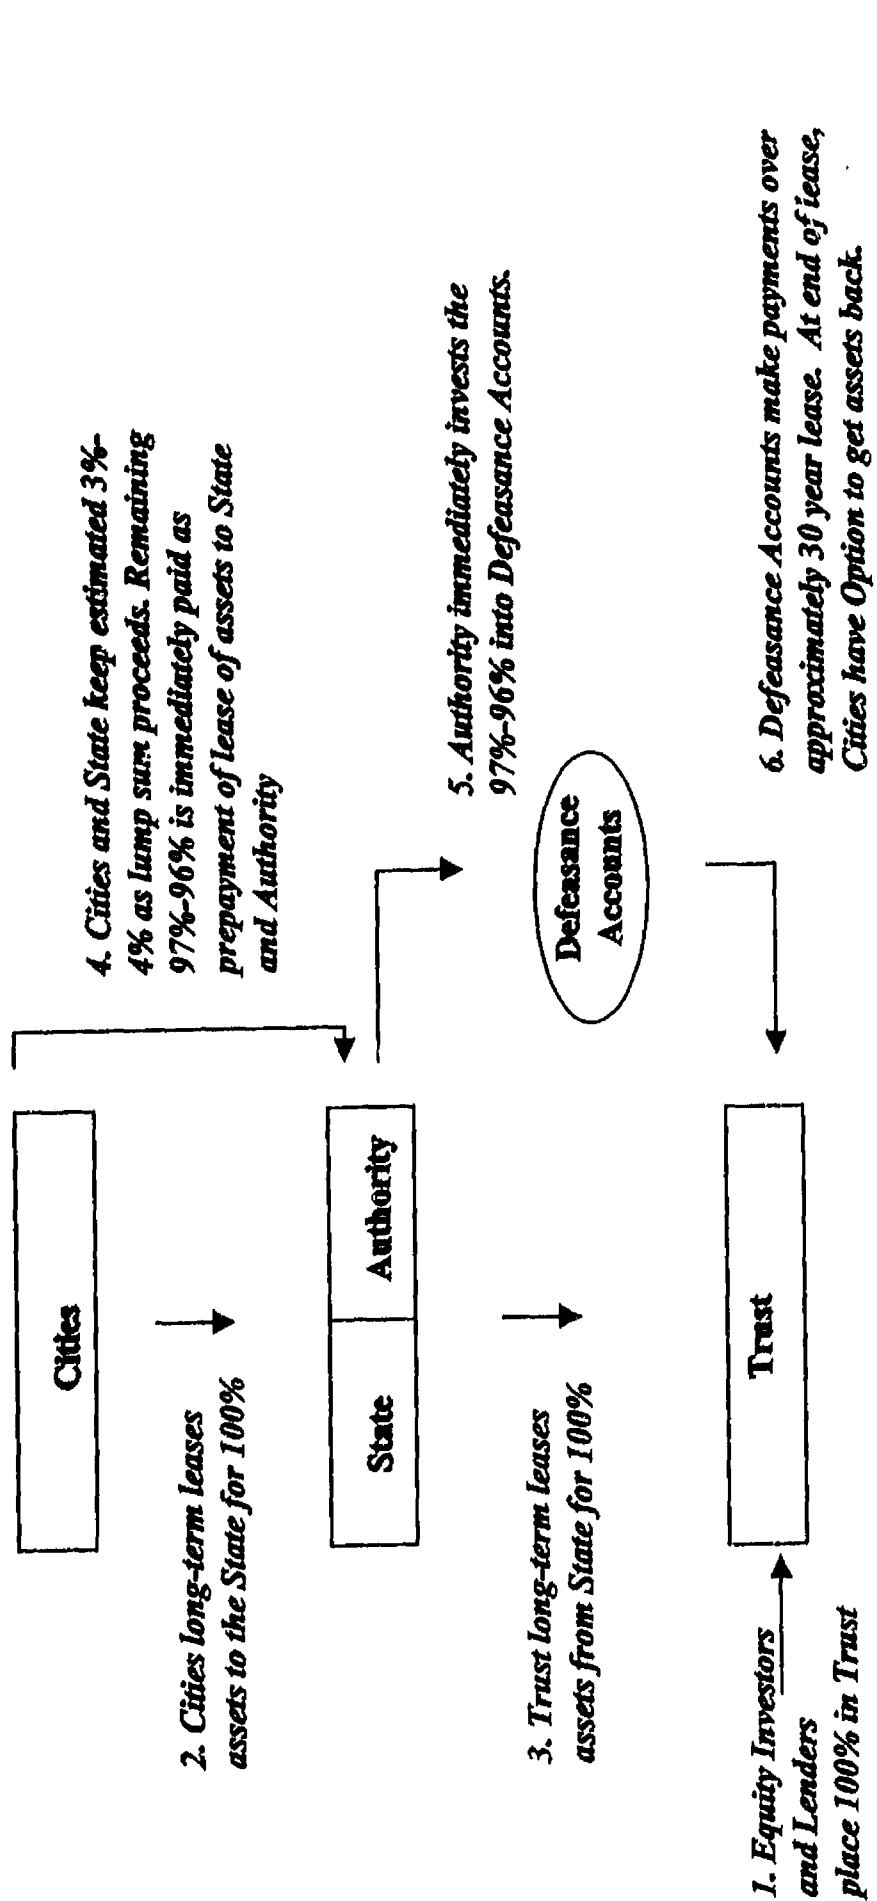 Cities
4. Cities and State keep estimated 3%-
4% as lump sum proceeds. Remaining
97%-96% is immediately paid as
prepayment of lease of assets to State
and Authority
2. Cities long-term leases
assets to the State for 100%
State
Authority
5. Authority immediately invests the
97%-96% into Defeasance Accounts.
3. Trust long-term leases
assets from State for 100%
Defeasance
Accounts
Trust
6. Defeasance Accounts make payments over
approximately 30 year lease. At end of lease,
Cities have Option to get assets back.
1. Equity Investors
and Lenders
place 100% in Trust